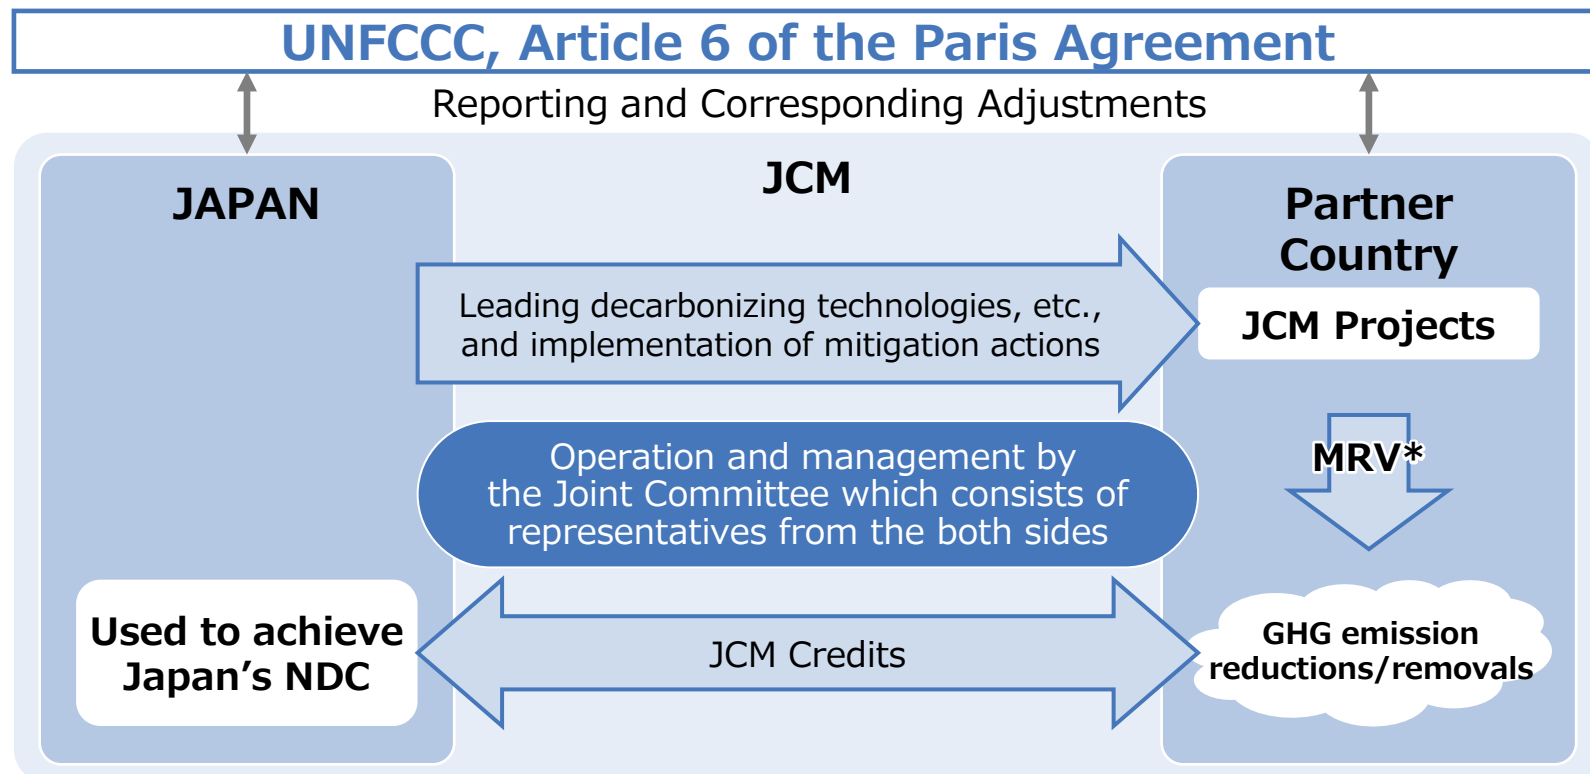 UNFCCC, Article 6 of the Paris Agreement
Reporting and Corresponding Adjustments
JCM
JAPAN
Partner
Country
Leading decarbonizing technologies, etc.,
and implementation of mitigation actions
JCM Projects
Operation and management by
the Joint Committee which consists of
representatives from the both sides
MRV*
Used to achieve
Japan’s NDC
JCM Credits
GHG emission
reductions/removals